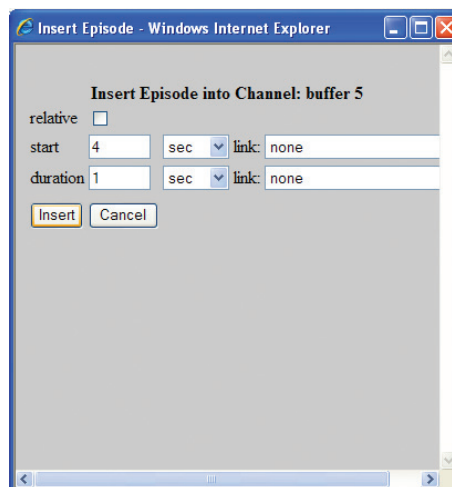 Insert Episode - Windows Internet Explorer
Insert Episode into Channel: buffer 5
relative
start 4 sec link: none
duration 1 sec link: none
Insert Cancel